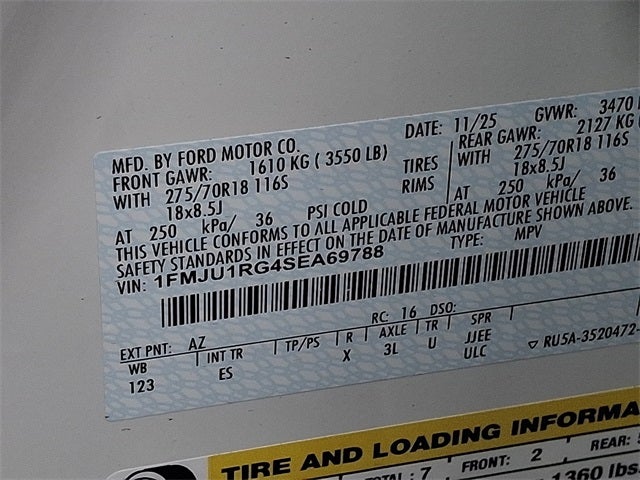 MFD. BY FORD MOTOR CO.
DATE: 11/25 GVWR: 3470
FRONT GAWR: 1610 KG ( 3550 LB) REAR GAWR: 2127 KG
WITH 275/70R18 116S TIRES WITH 275/70R18 116S
18x8.5J RIMS 18x8.5J
AT 250 kPa/ 36 PSI COLD AT 250 kPa/ 36
THIS VEHICLE CONFORMS TO ALL APPLICABLE FEDERAL MOTOR VEHICLE
SAFETY STANDARDS IN EFFECT ON THE DATE OF MANUFACTURE SHOWN ABOVE.
VIN: 1FMJU1RG4SEA69788 TYPE: MPV
EXT PNT: AZ RC: 16 DSO:
WB INT TR TP/PS R AXLE TR SPR
123 ES X 3L U JJEE
ULC ▽ RU5A-3520472-
TIRE AND LOADING INFORMA
TOTAL: 7 FRONT: 2 REAR:
1360 lbs.